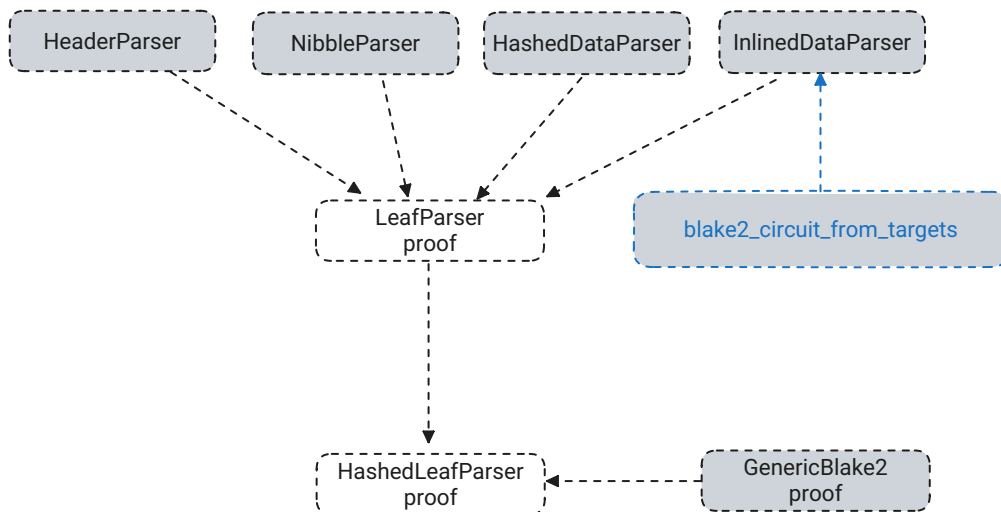 HeaderParser
NibbleParser
HashedDataParser
InlinedDataParser
LeafParser
proof
blake2_circuit_from_targets
HashedLeafParser
proof
GenericBlake2
proof